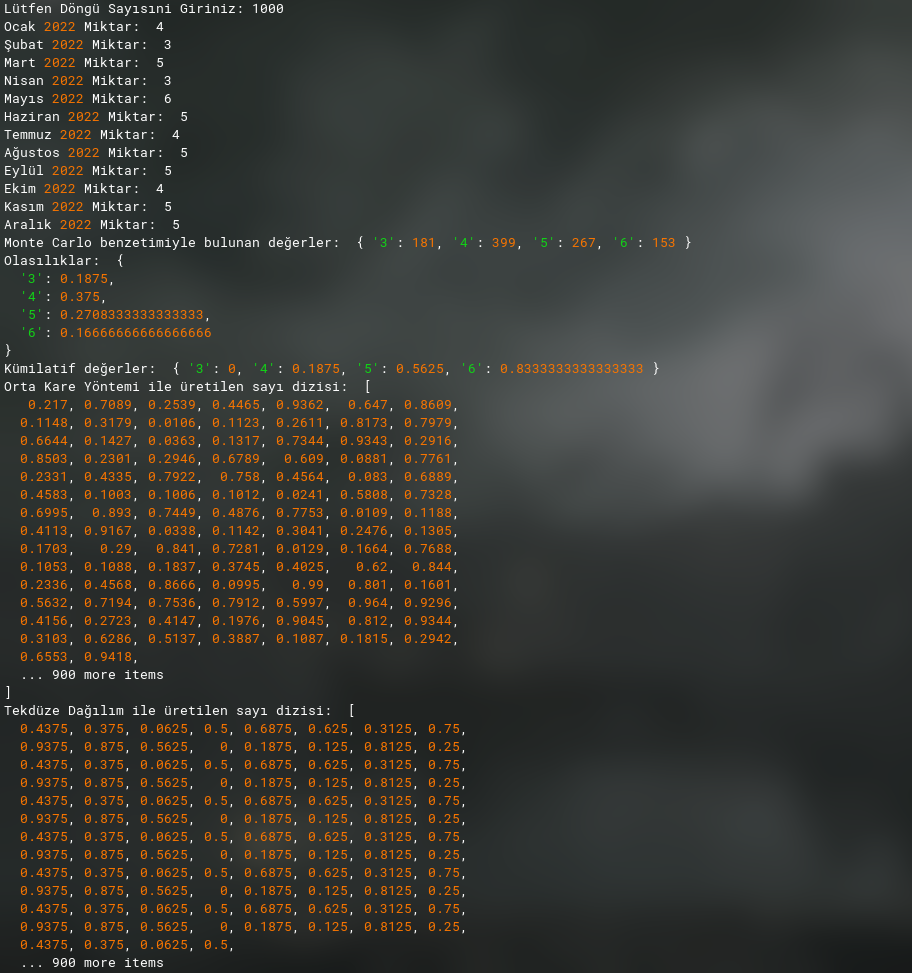 Lütfen Döngü Sayısını Giriniz: 1000
Ocak 2022 Miktar:  4
Şubat 2022 Miktar:  3
Mart 2022 Miktar:  5
Nisan 2022 Miktar:  3
Mayıs 2022 Miktar:  6
Haziran 2022 Miktar:  5
Temmuz 2022 Miktar:  4
Ağustos 2022 Miktar:  5
Eylül 2022 Miktar:  5
Ekim 2022 Miktar:  4
Kasım 2022 Miktar:  5
Aralık 2022 Miktar:  5
Monte Carlo benzetimiyle bulunan değerler:  { '3': 181, '4': 399, '5': 267, '6': 153 }
Olasılıklar:  {
  '3': 0.1875,
  '4': 0.375,
  '5': 0.2708333333333333,
  '6': 0.16666666666666666
}
Kümilatif değerler:  { '3': 0, '4': 0.1875, '5': 0.5625, '6': 0.8333333333333333 }
Orta Kare Yöntemi ile üretilen sayı dizisi:  [
   0.217, 0.7089, 0.2539, 0.4465, 0.9362,  0.647, 0.8609,
  0.1148, 0.3179, 0.0106, 0.1123, 0.2611, 0.8173, 0.7979,
  0.6644, 0.1427, 0.0363, 0.1317, 0.7344, 0.9343, 0.2916,
  0.8503, 0.2301, 0.2946, 0.6789,  0.609, 0.0881, 0.7761,
  0.2331, 0.4335, 0.7922,  0.758, 0.4564,  0.083, 0.6889,
  0.4583, 0.1003, 0.1006, 0.1012, 0.0241, 0.5808, 0.7328,
  0.6995,  0.893, 0.7449, 0.4876, 0.7753, 0.0109, 0.1188,
  0.4113, 0.9167, 0.0338, 0.1142, 0.3041, 0.2476, 0.1305,
  0.1703,   0.29,  0.841, 0.7281, 0.0129, 0.1664, 0.7688,
  0.1053, 0.1088, 0.1837, 0.3745, 0.4025,   0.62,  0.844,
  0.2336, 0.4568, 0.8666, 0.0995,   0.99,  0.801, 0.1601,
  0.5632, 0.7194, 0.7536, 0.7912, 0.5997,  0.964, 0.9296,
  0.4156, 0.2723, 0.4147, 0.1976, 0.9045,  0.812, 0.9344,
  0.3103, 0.6286, 0.5137, 0.3887, 0.1087, 0.1815, 0.2942,
  0.6553, 0.9418,
  ... 900 more items
]
Tekdüze Dağılım ile üretilen sayı dizisi:  [
  0.4375, 0.375, 0.0625, 0.5, 0.6875, 0.625, 0.3125, 0.75,
  0.9375, 0.875, 0.5625,   0, 0.1875, 0.125, 0.8125, 0.25,
  0.4375, 0.375, 0.0625, 0.5, 0.6875, 0.625, 0.3125, 0.75,
  0.9375, 0.875, 0.5625,   0, 0.1875, 0.125, 0.8125, 0.25,
  0.4375, 0.375, 0.0625, 0.5, 0.6875, 0.625, 0.3125, 0.75,
  0.9375, 0.875, 0.5625,   0, 0.1875, 0.125, 0.8125, 0.25,
  0.4375, 0.375, 0.0625, 0.5, 0.6875, 0.625, 0.3125, 0.75,
  0.9375, 0.875, 0.5625,   0, 0.1875, 0.125, 0.8125, 0.25,
  0.4375, 0.375, 0.0625, 0.5, 0.6875, 0.625, 0.3125, 0.75,
  0.9375, 0.875, 0.5625,   0, 0.1875, 0.125, 0.8125, 0.25,
  0.4375, 0.375, 0.0625, 0.5, 0.6875, 0.625, 0.3125, 0.75,
  0.9375, 0.875, 0.5625,   0, 0.1875, 0.125, 0.8125, 0.25,
  0.4375, 0.375, 0.0625, 0.5,
  ... 900 more items